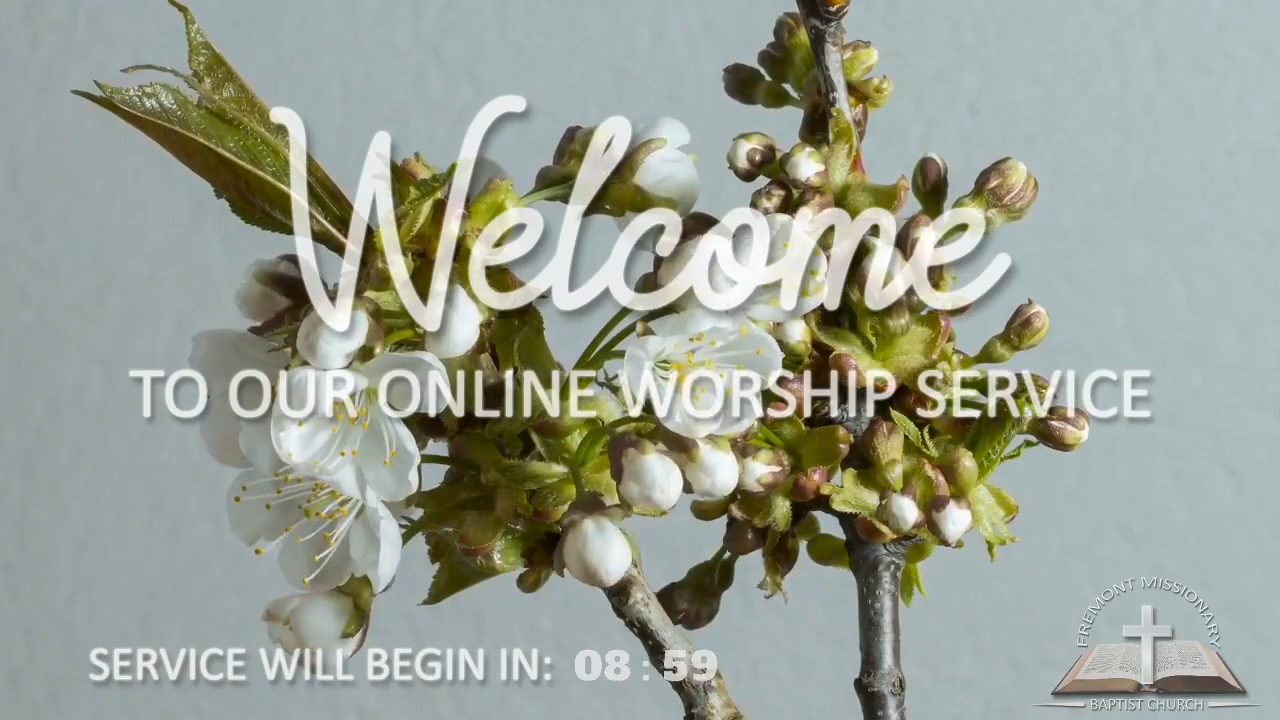 Welcome
TO OUR ONLINE WORSHIP SERVICE
SERVICE WILL BEGIN IN: 08:59
FREMONT MISSIONARY
BAPTIST CHURCH